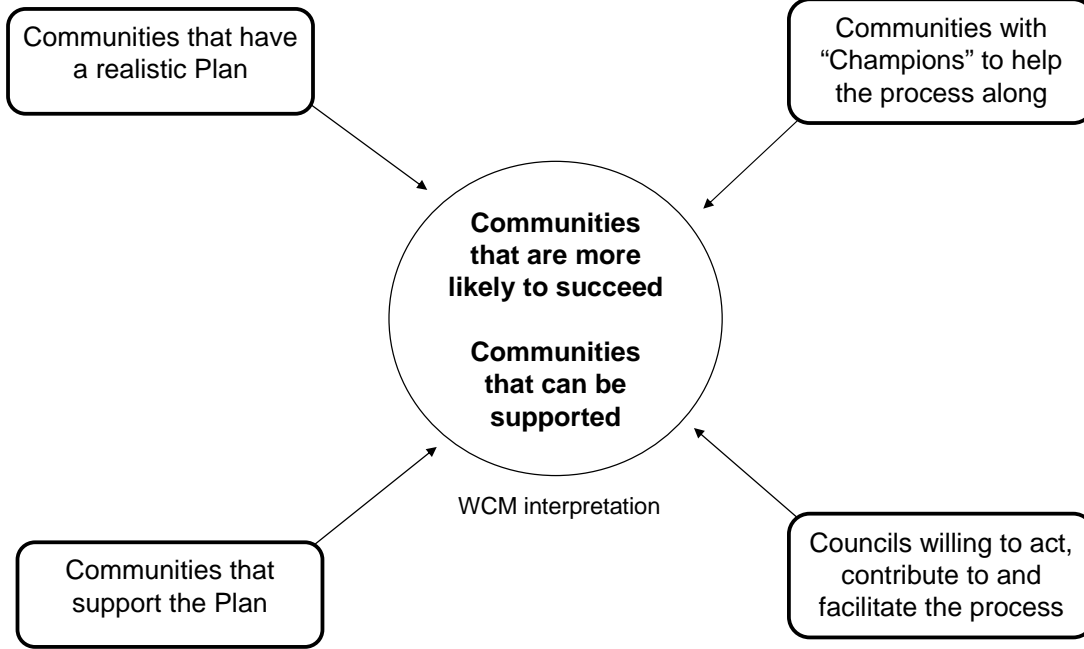 Communities that have
a realistic Plan
Communities with
“Champions” to help
the process along
Communities
that are more
likely to succeed
Communities
that can be
supported
WCM interpretation
Communities that
support the Plan
Councils willing to act,
contribute to and
facilitate the process